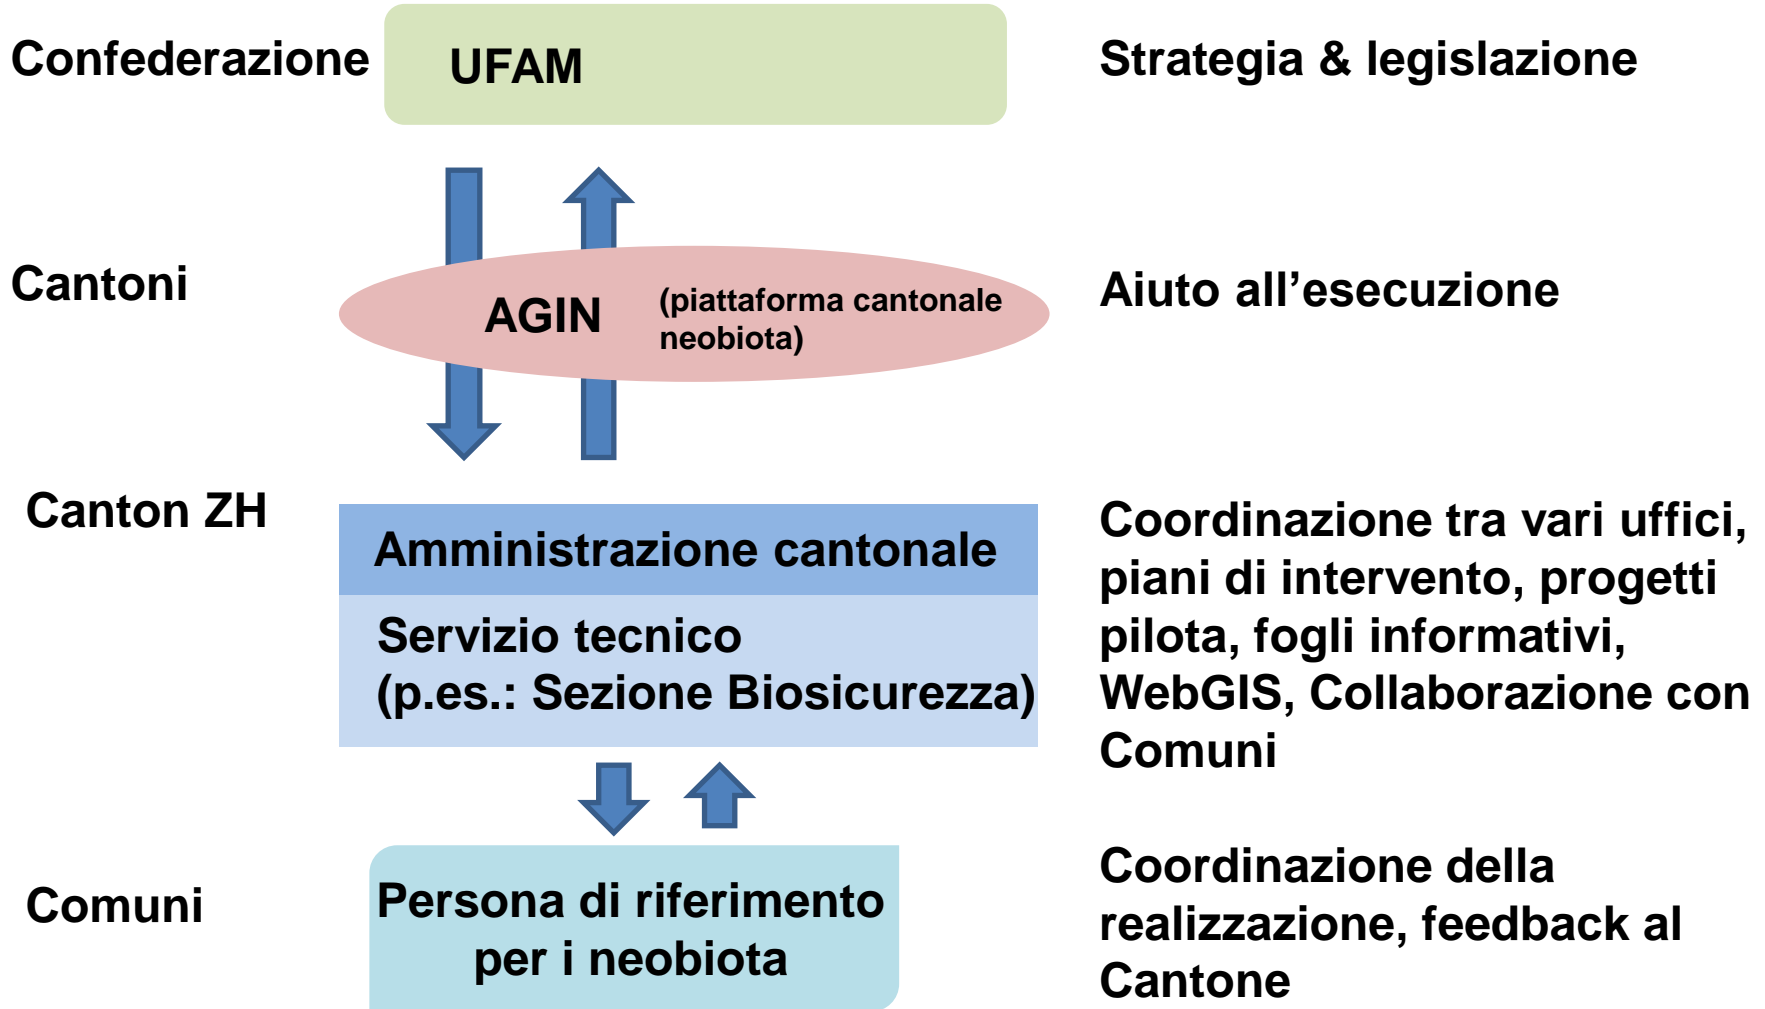 Confederazione
UFAM
Strategia & legislazione
Cantoni
AGIN
(piattaforma cantonale
neobiota)
Aiuto all’esecuzione
Canton ZH
Amministrazione cantonale
Servizio tecnico
(p.es.: Sezione Biosicurezza)
Coordinazione tra vari uffici,
piani di intervento, progetti
pilota, fogli informativi,
WebGIS, Collaborazione con
Comuni
Comuni
Persona di riferimento
per i neobiota
Coordinazione della
realizzazione, feedback al
Cantone